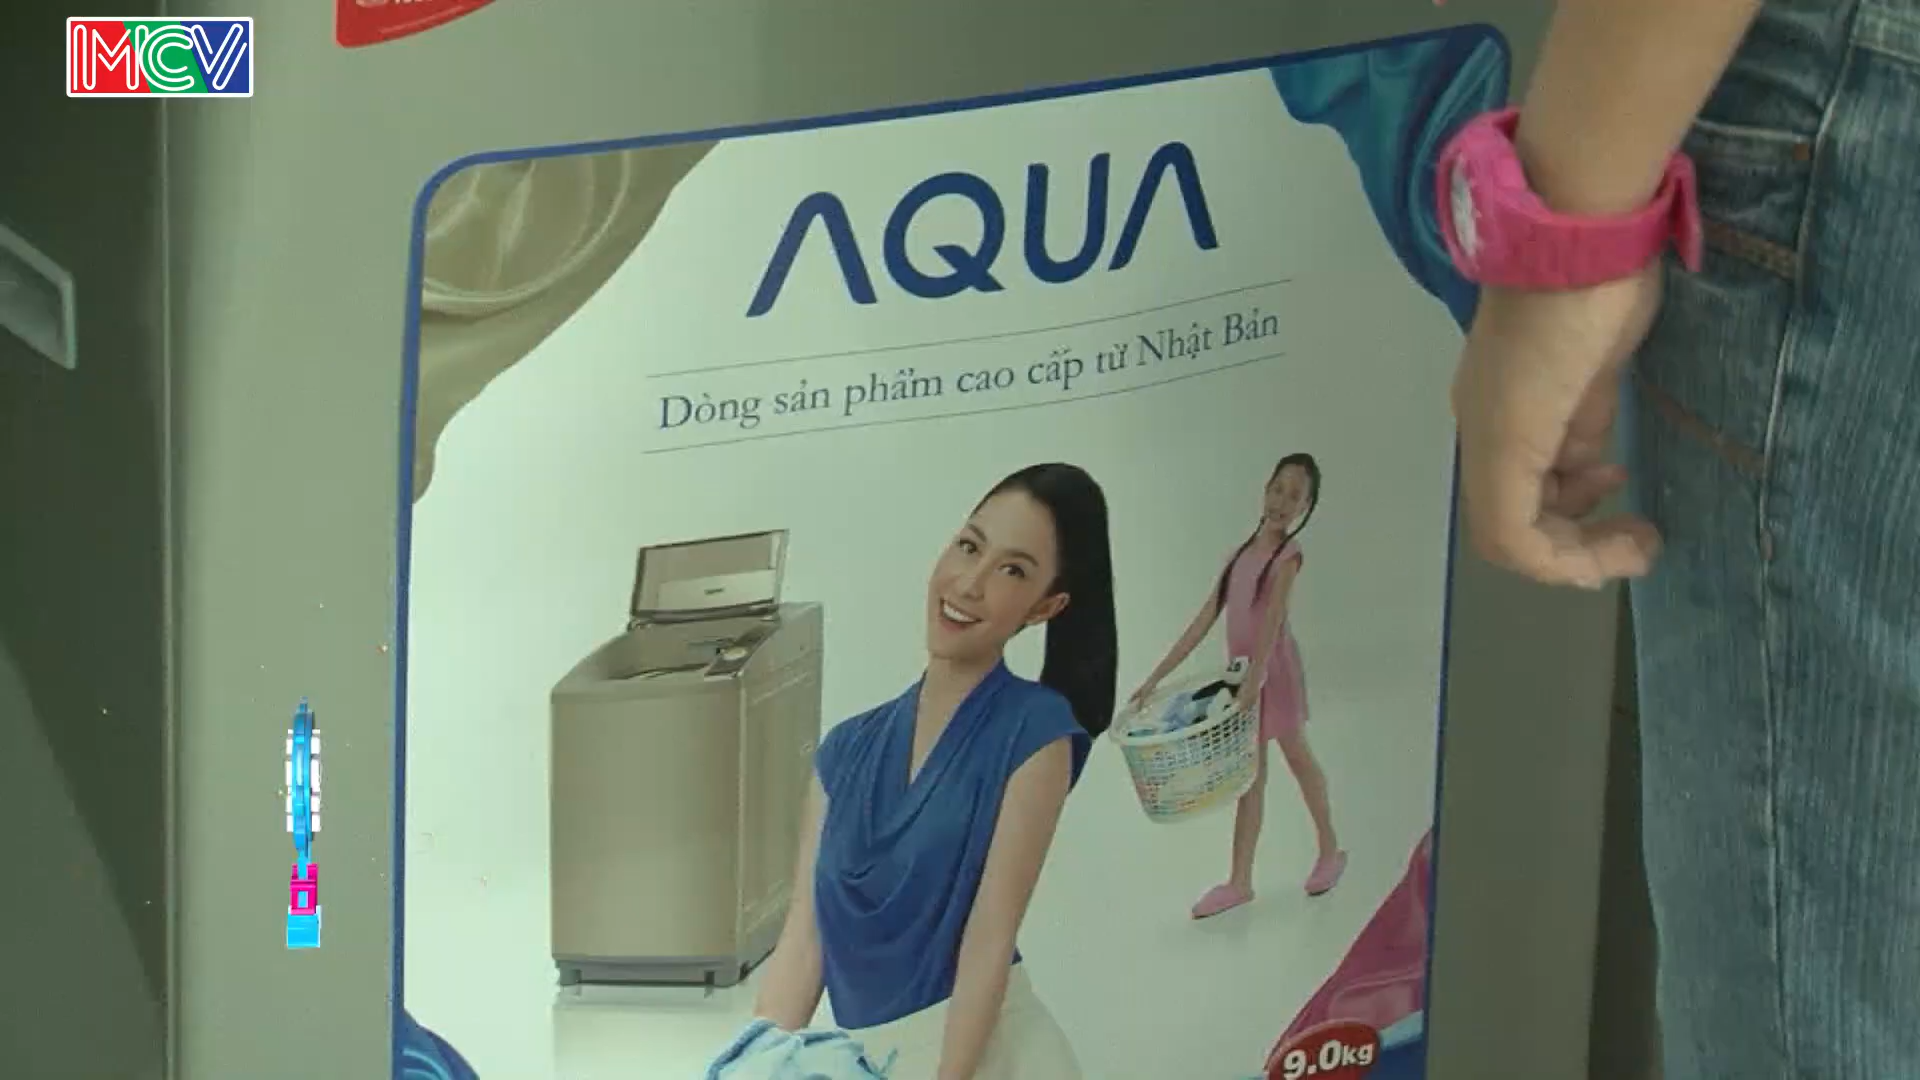 MCV
AQUA
Dòng sản phẩm cao cấp từ Nhật Bản
9.0kg